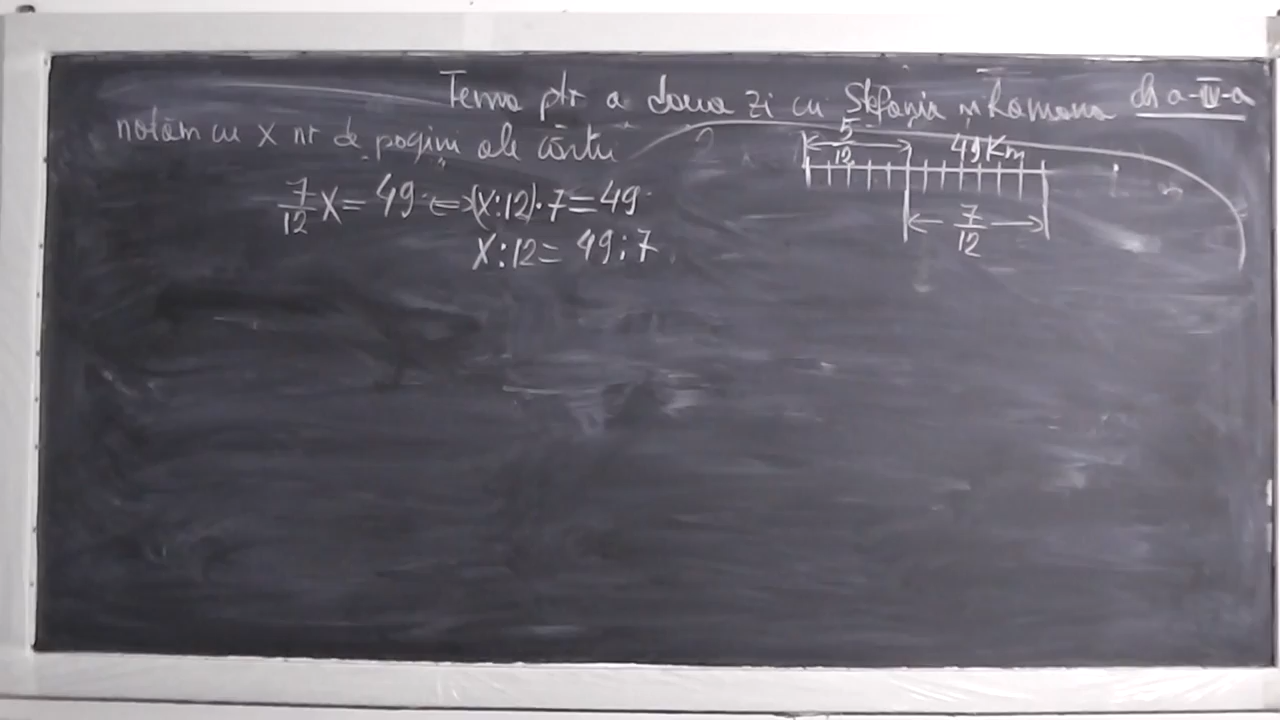 Tema ptr a doua zi cu Ștefania și Ramona cls a-IV-a
notăm cu x nr de pagini ale cărții
5/12 49 Km
7/12 x = 49 ⟺ (x:12)·7=49
7/12
x:12= 49:7